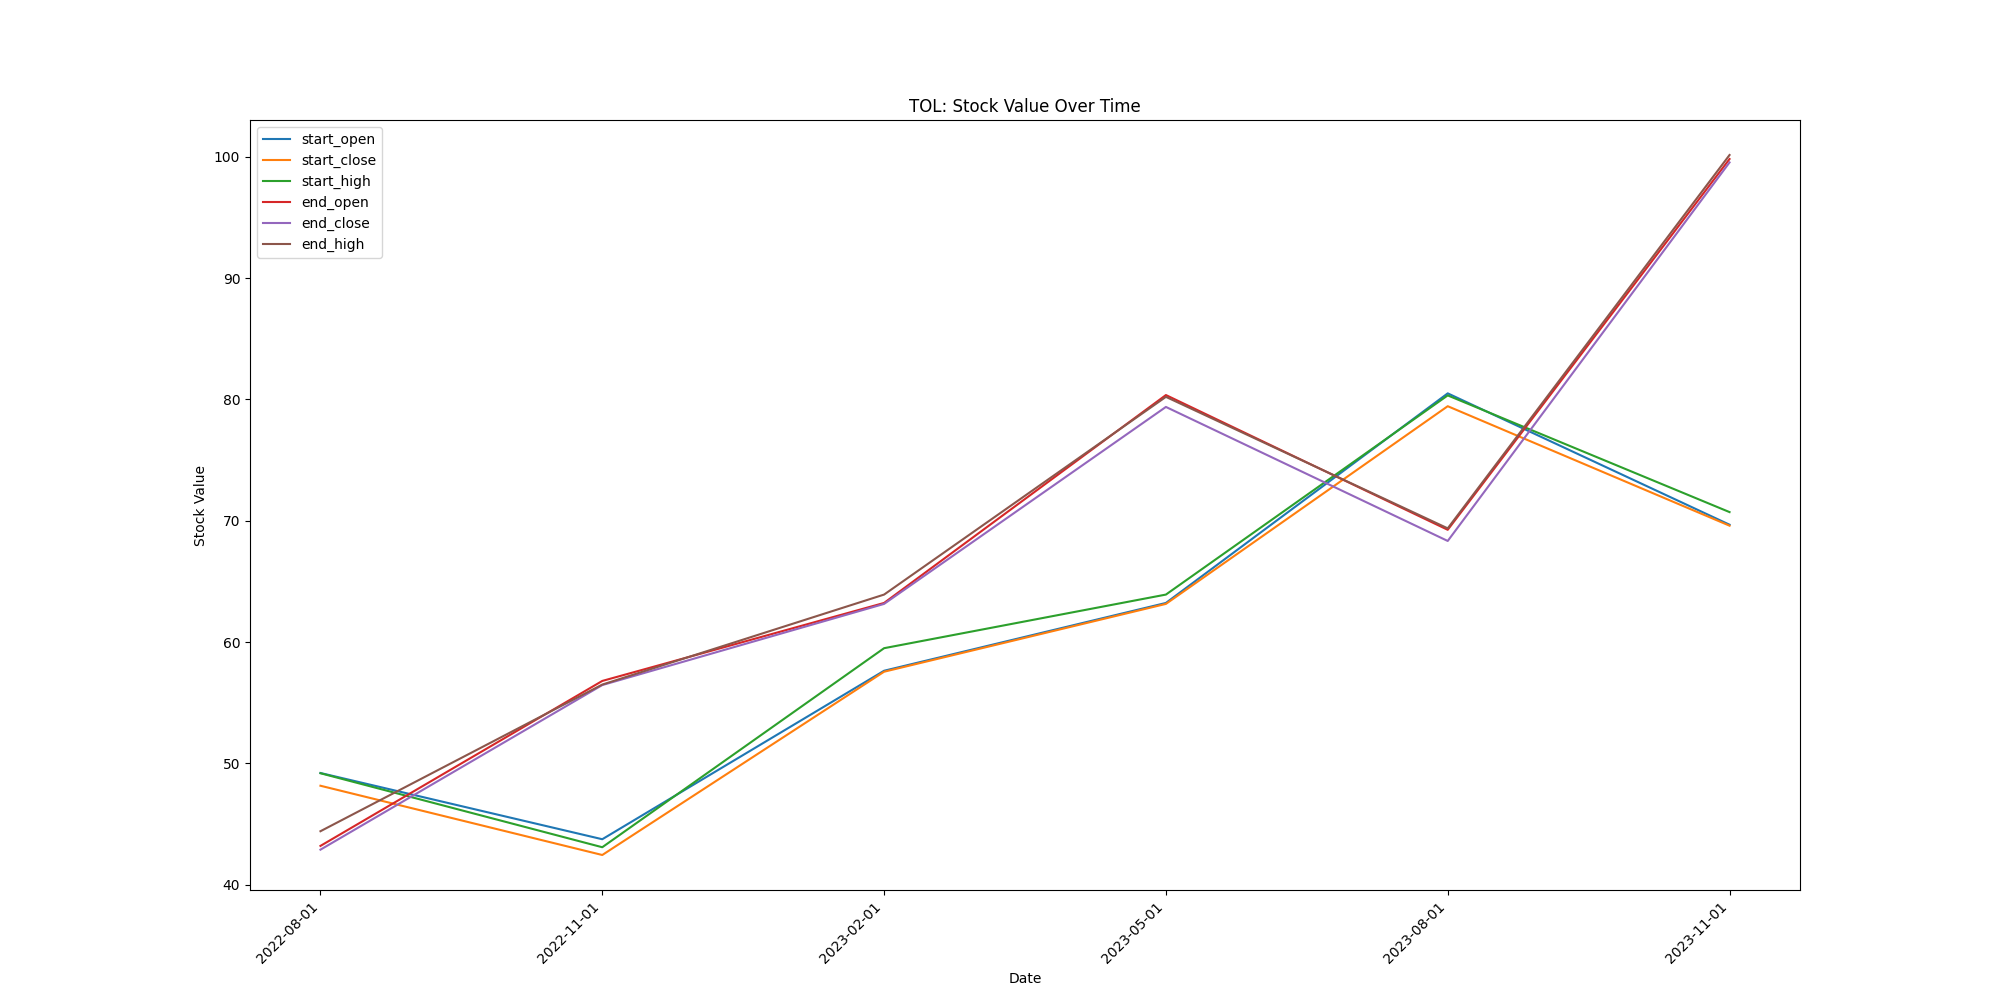 TOL: Stock Value Over Time
start_open
start_close
start_high
end_open
end_close
end_high
100
90
80
70
60
50
40
Stock Value
2022-08-01
2022-11-01
2023-02-01
2023-05-01
2023-08-01
2023-11-01
Date